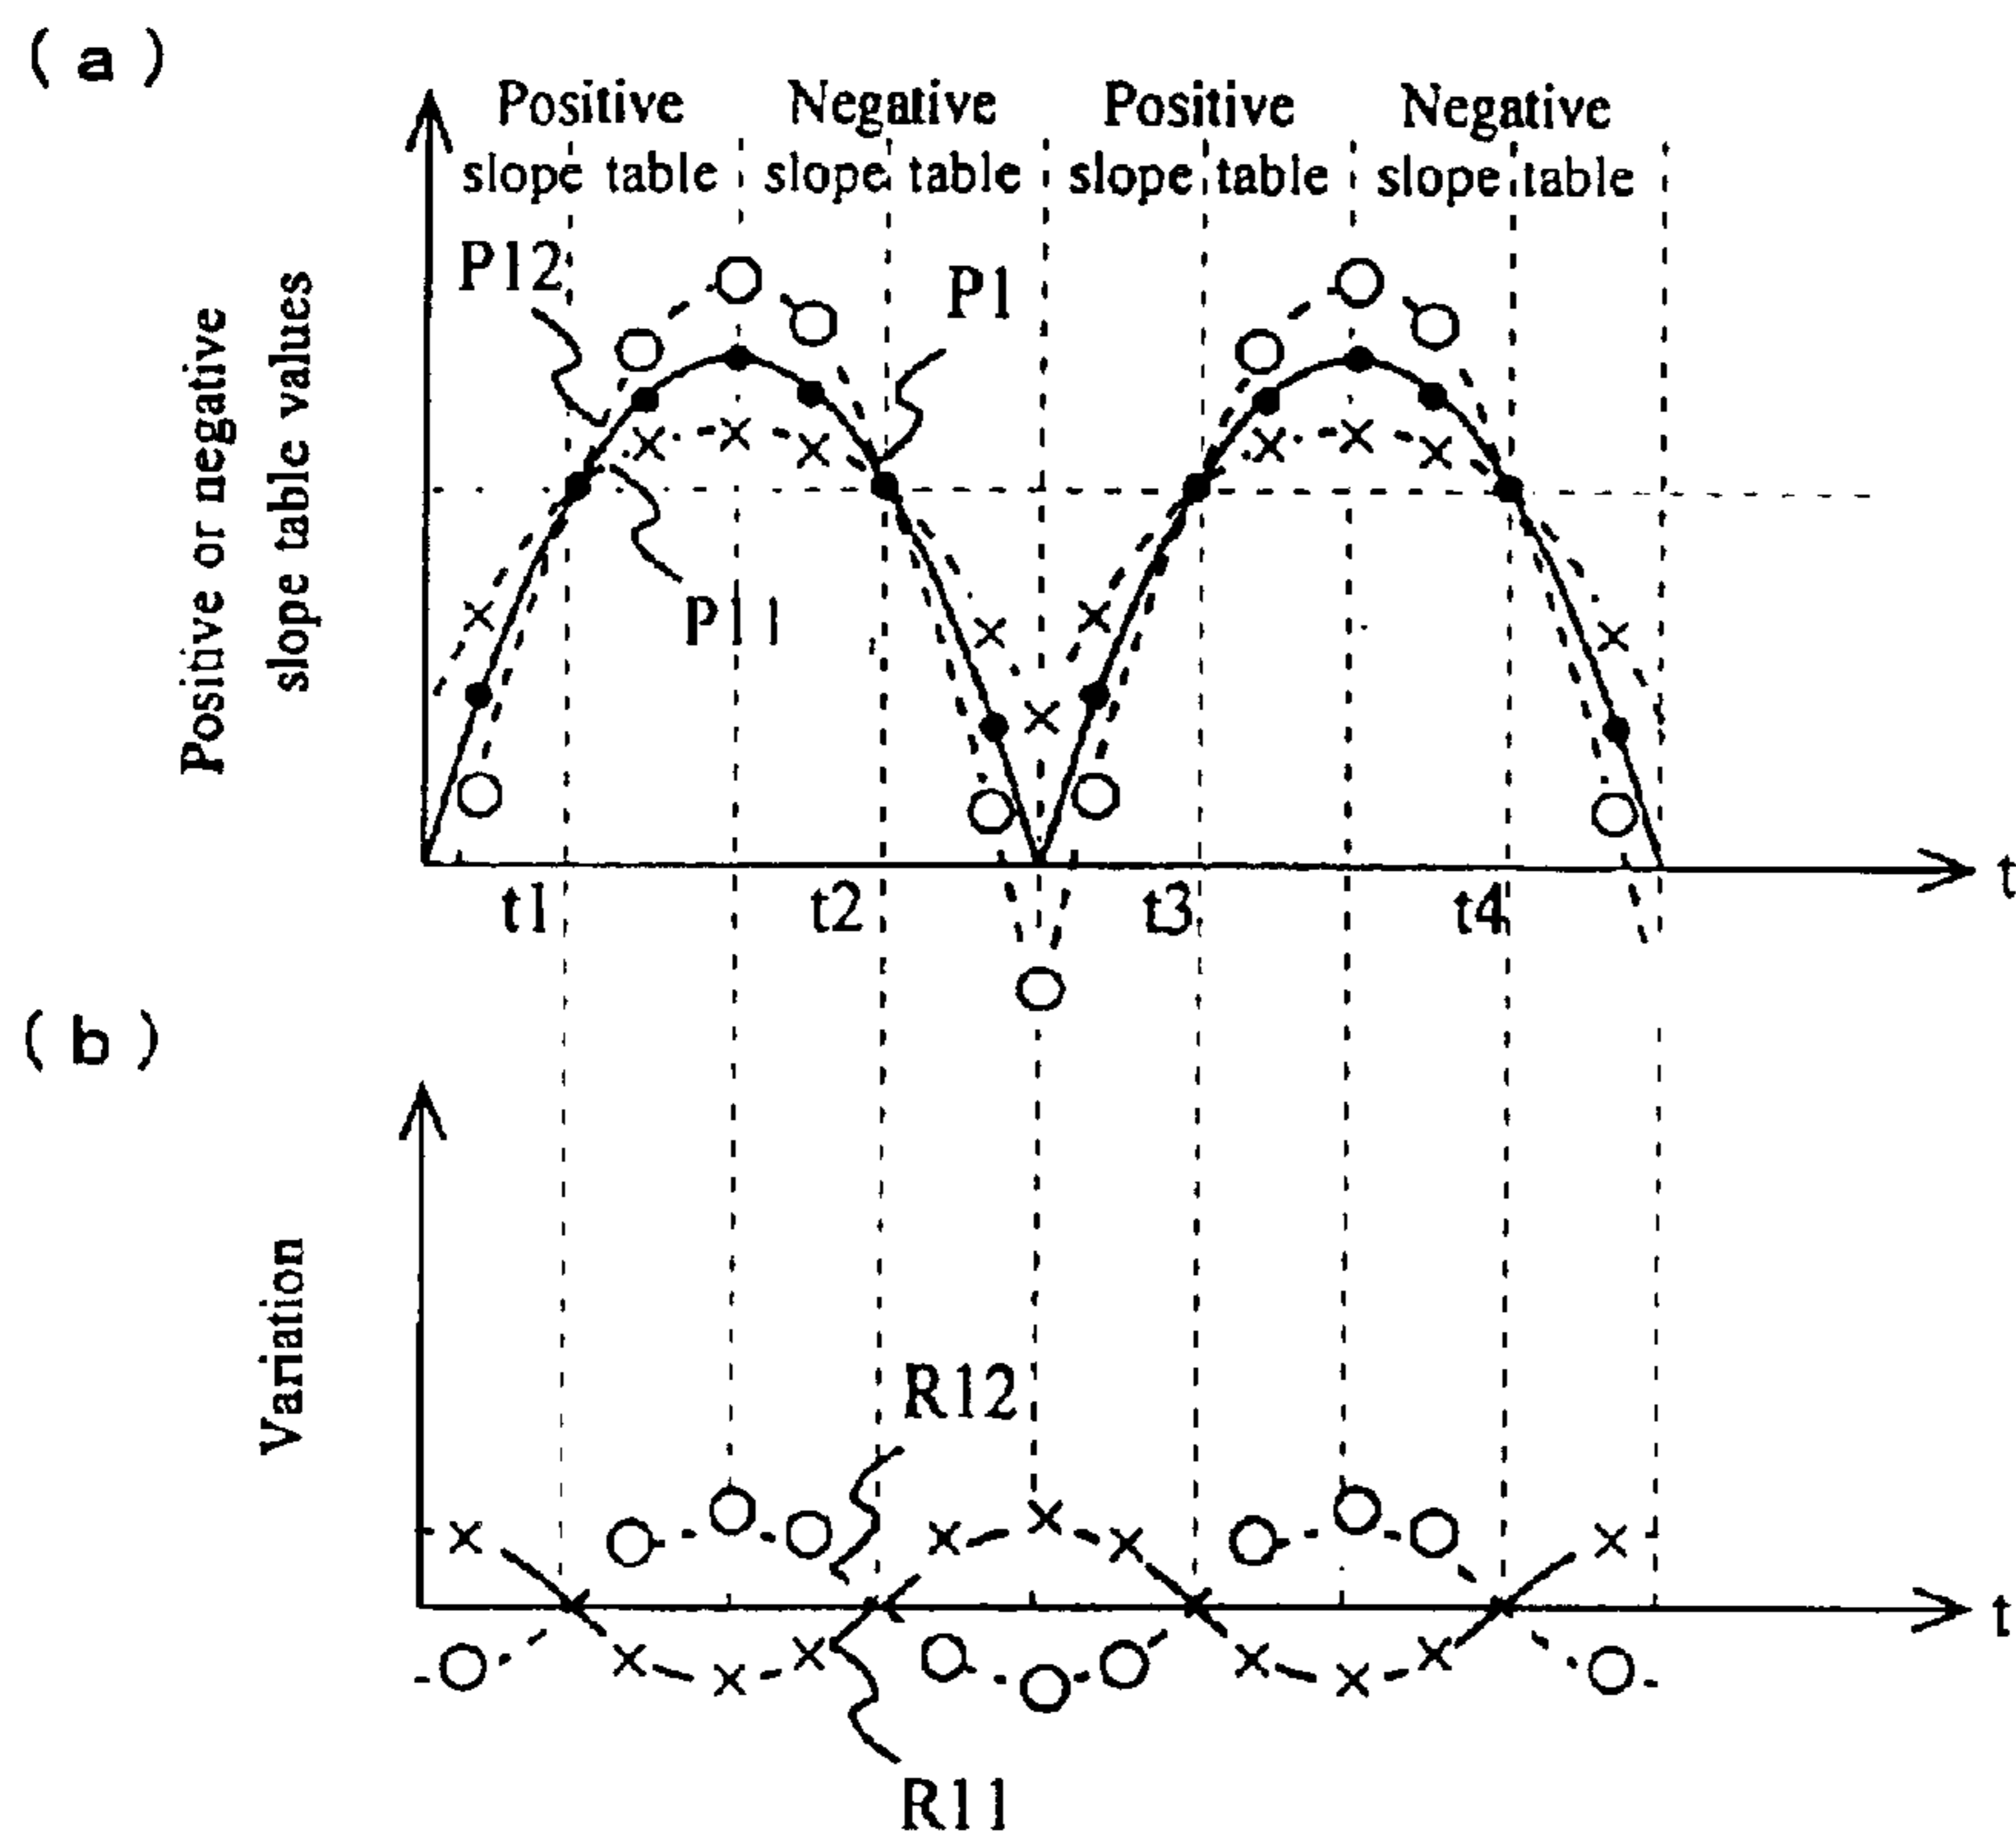 (a)
Positive Negative Positive Negative
slope table slope table slope table slope table
P12
P1
Positive or negative
slope table values
P11
t
t1 t2 t3 t4
(b)
Variation
R12
t
R11